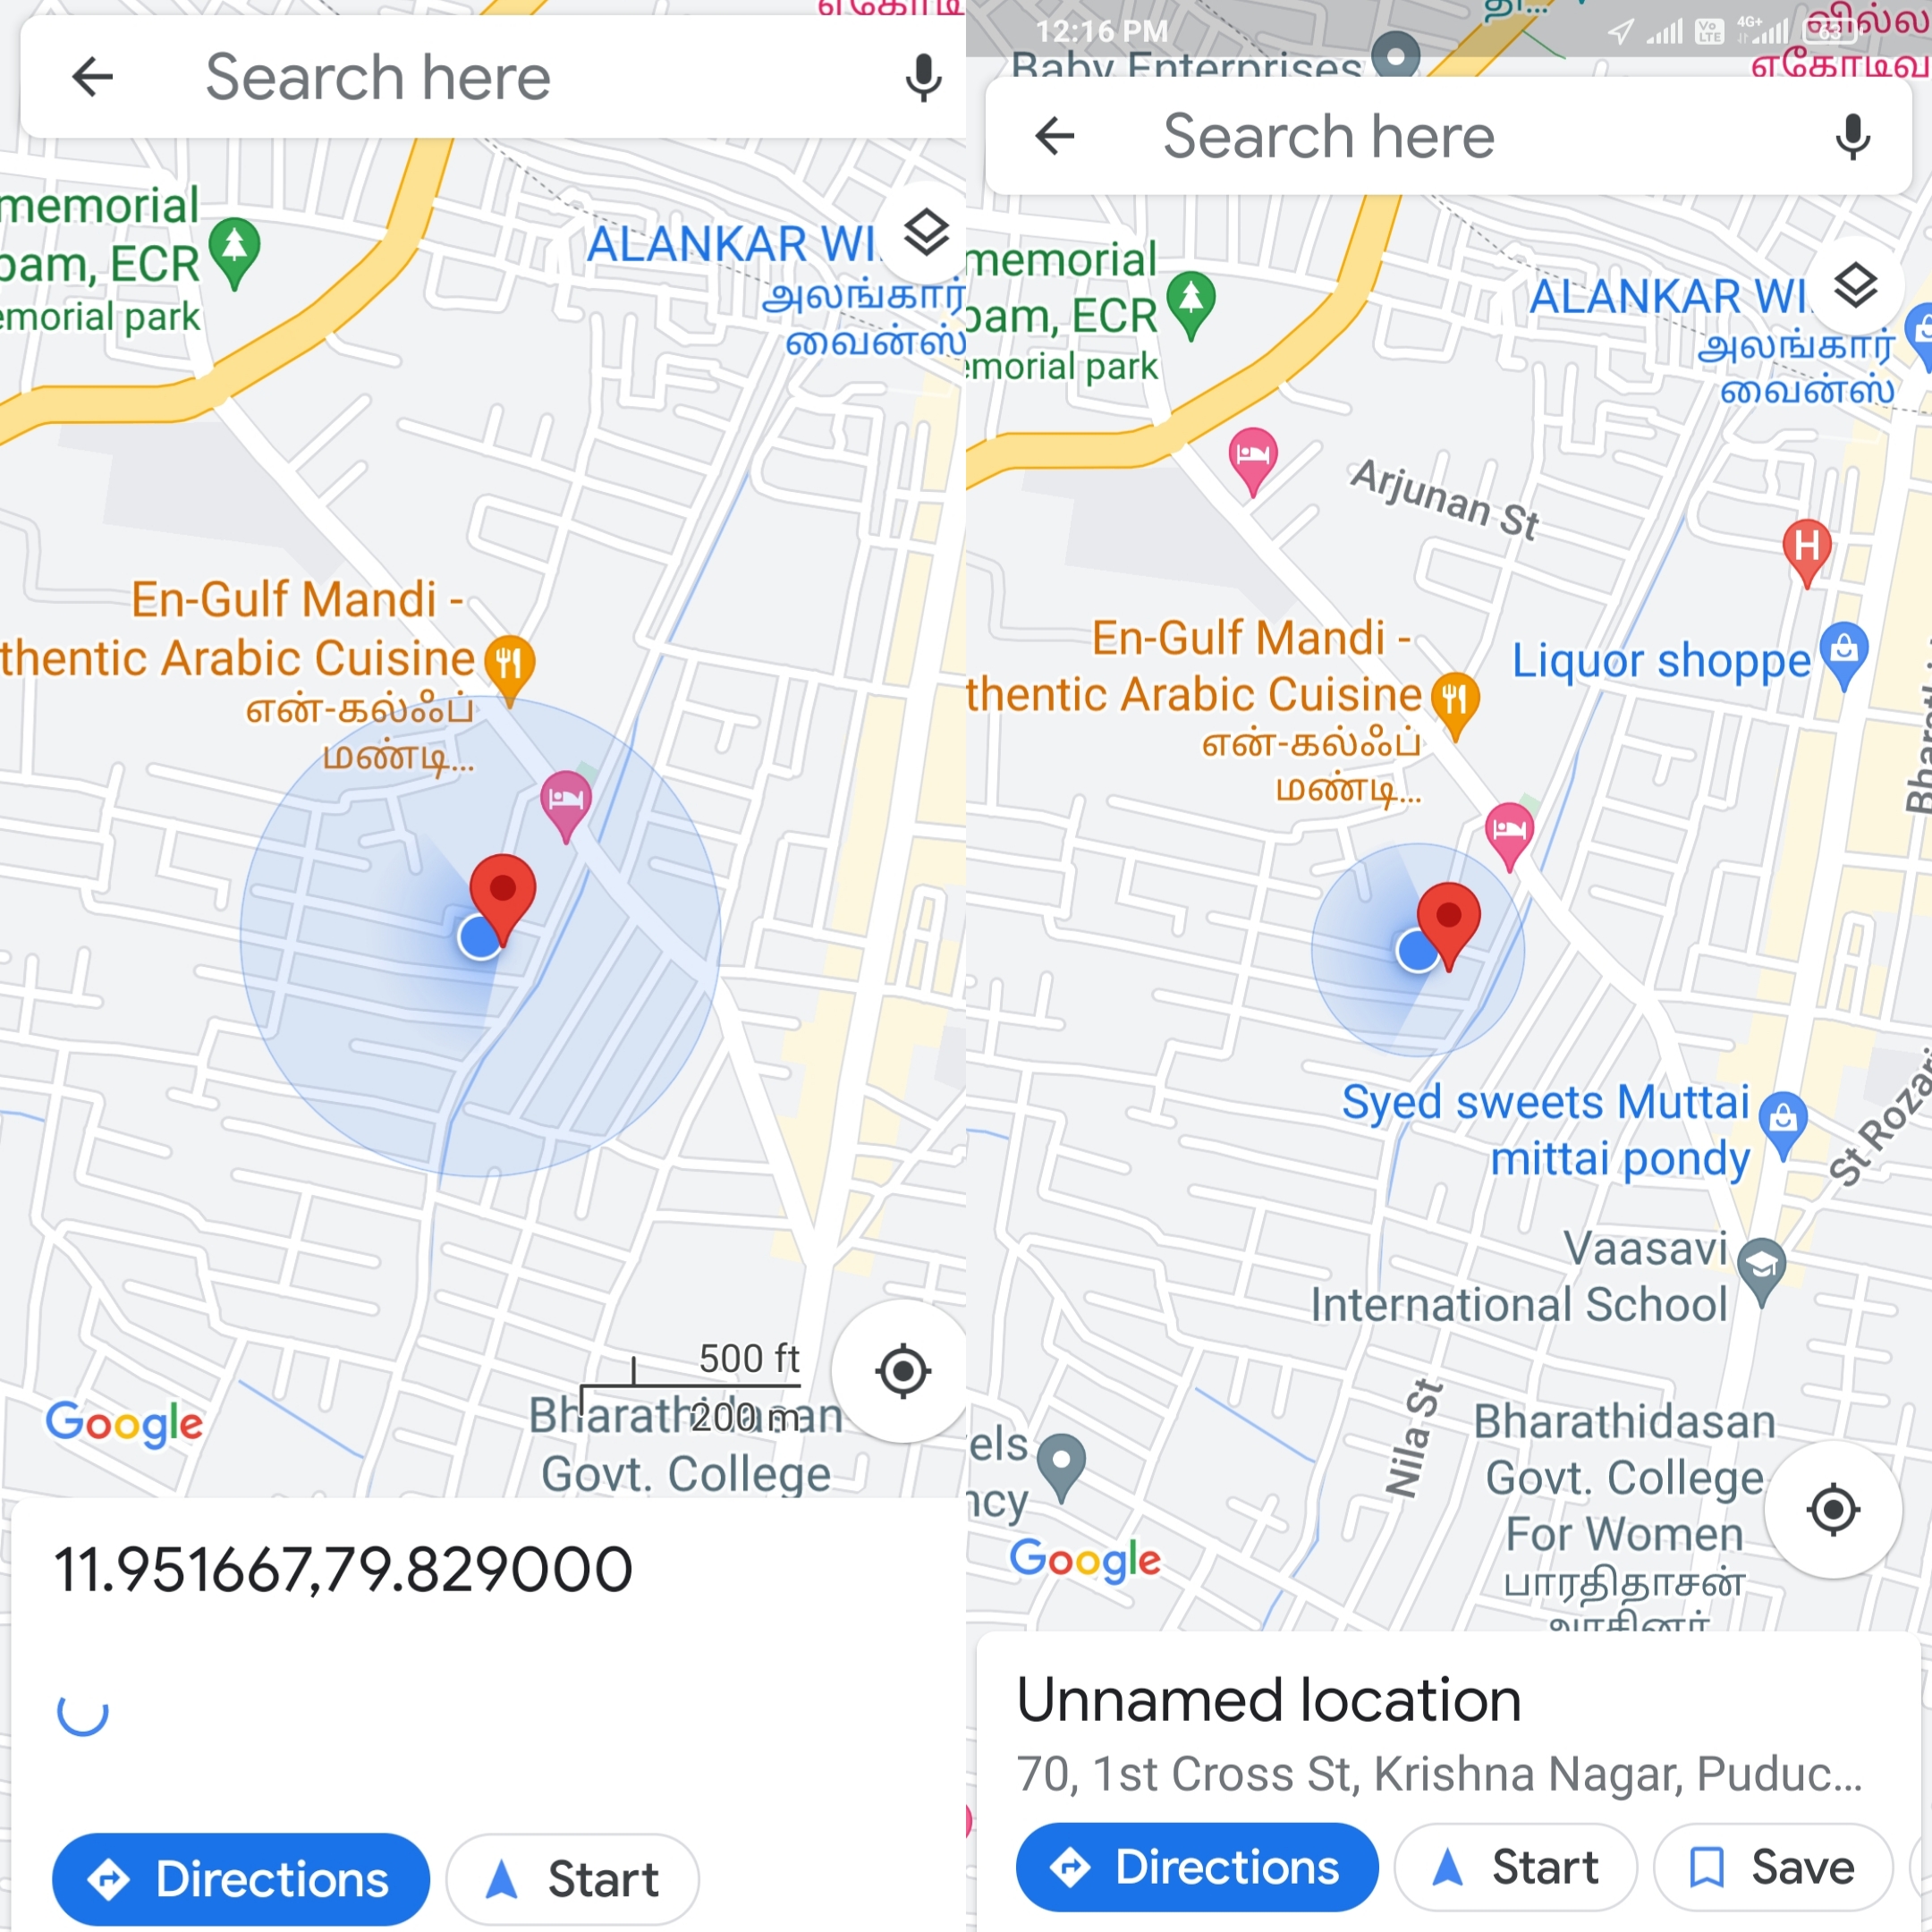 Search here
memorial
pam, ECR
emorial park
ALANKAR WI
அலங்கார்
வைன்ஸ்
En-Gulf Mandi -
thentic Arabic Cuisine
என்-கல்ஃப்
மண்டி...
500 ft
200 m
Google
Govt. College
11.951667,79.829000
Directions
Start
12:16 PM
Vo
LTE
4G+
63
Baby Enterprises
எகோடிவ
Search here
memorial
pam, ECR
emorial park
ALANKAR WI
அலங்கார்
வைன்ஸ்
Arjunan St
H
En-Gulf Mandi -
thentic Arabic Cuisine
என்-கல்ஃப்
மண்டி...
Liquor shoppe
Syed sweets Muttai
mittai pondy
St Rozari
Vaasavi
International School
Nila St
els
ncy
Bharathidasan
Govt. College
For Women
பாரதிதாசன்
Google
Unnamed location
70, 1st Cross St, Krishna Nagar, Puduc...
Directions
Start
Save